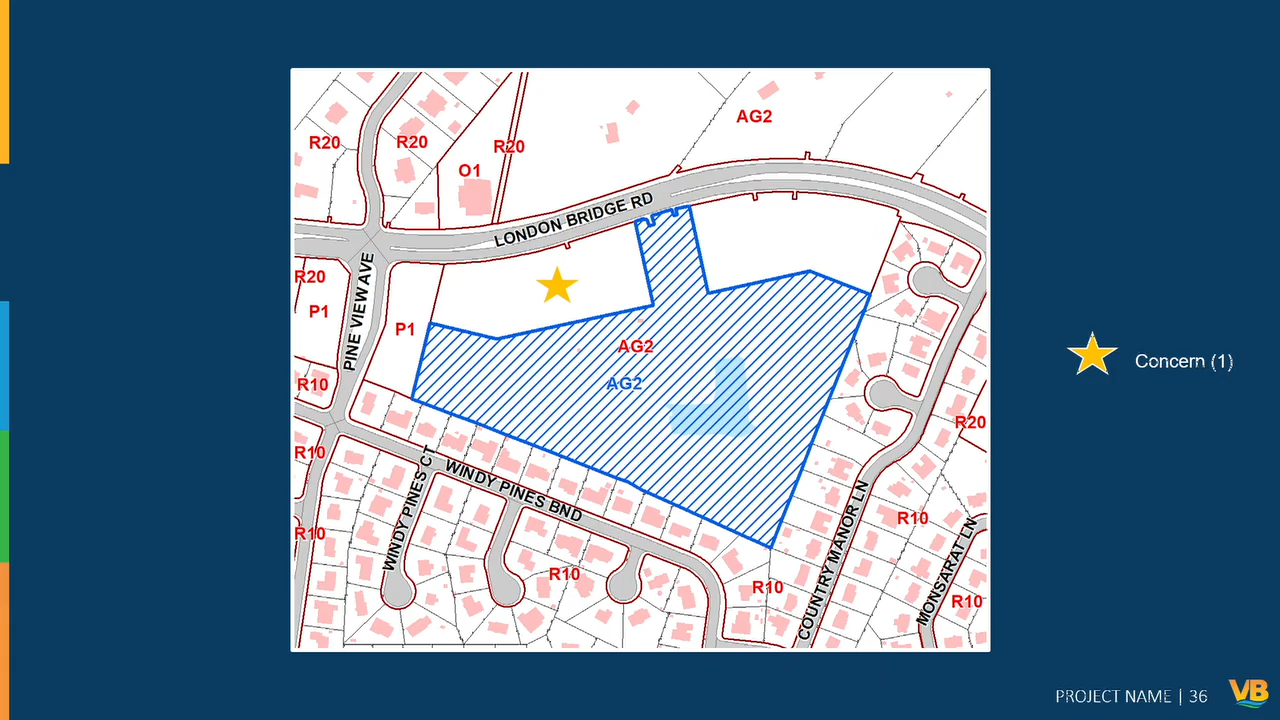 AG2
R20
R20
R20
O1
LONDON BRIDGE RD
R20
PINE VIEW AVE
P1
P1
AG2
AG2
Concern (1)
R10
R20
R10
WINDY PINES CT
WINDY PINES BND
COUNTRY MANOR LN
R10
R10
MONSARAT LN
R10
R10
R10
PROJECT NAME | 36
VB